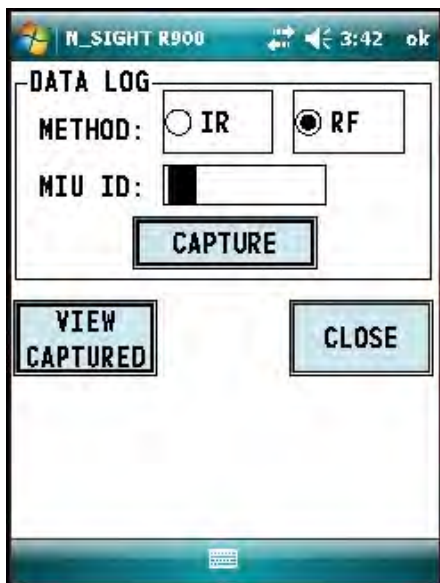 N_SIGHT R900 3:42 ok
DATA LOG
METHOD: IR RF
MIU ID:
CAPTURE
VIEW
CAPTURED
CLOSE